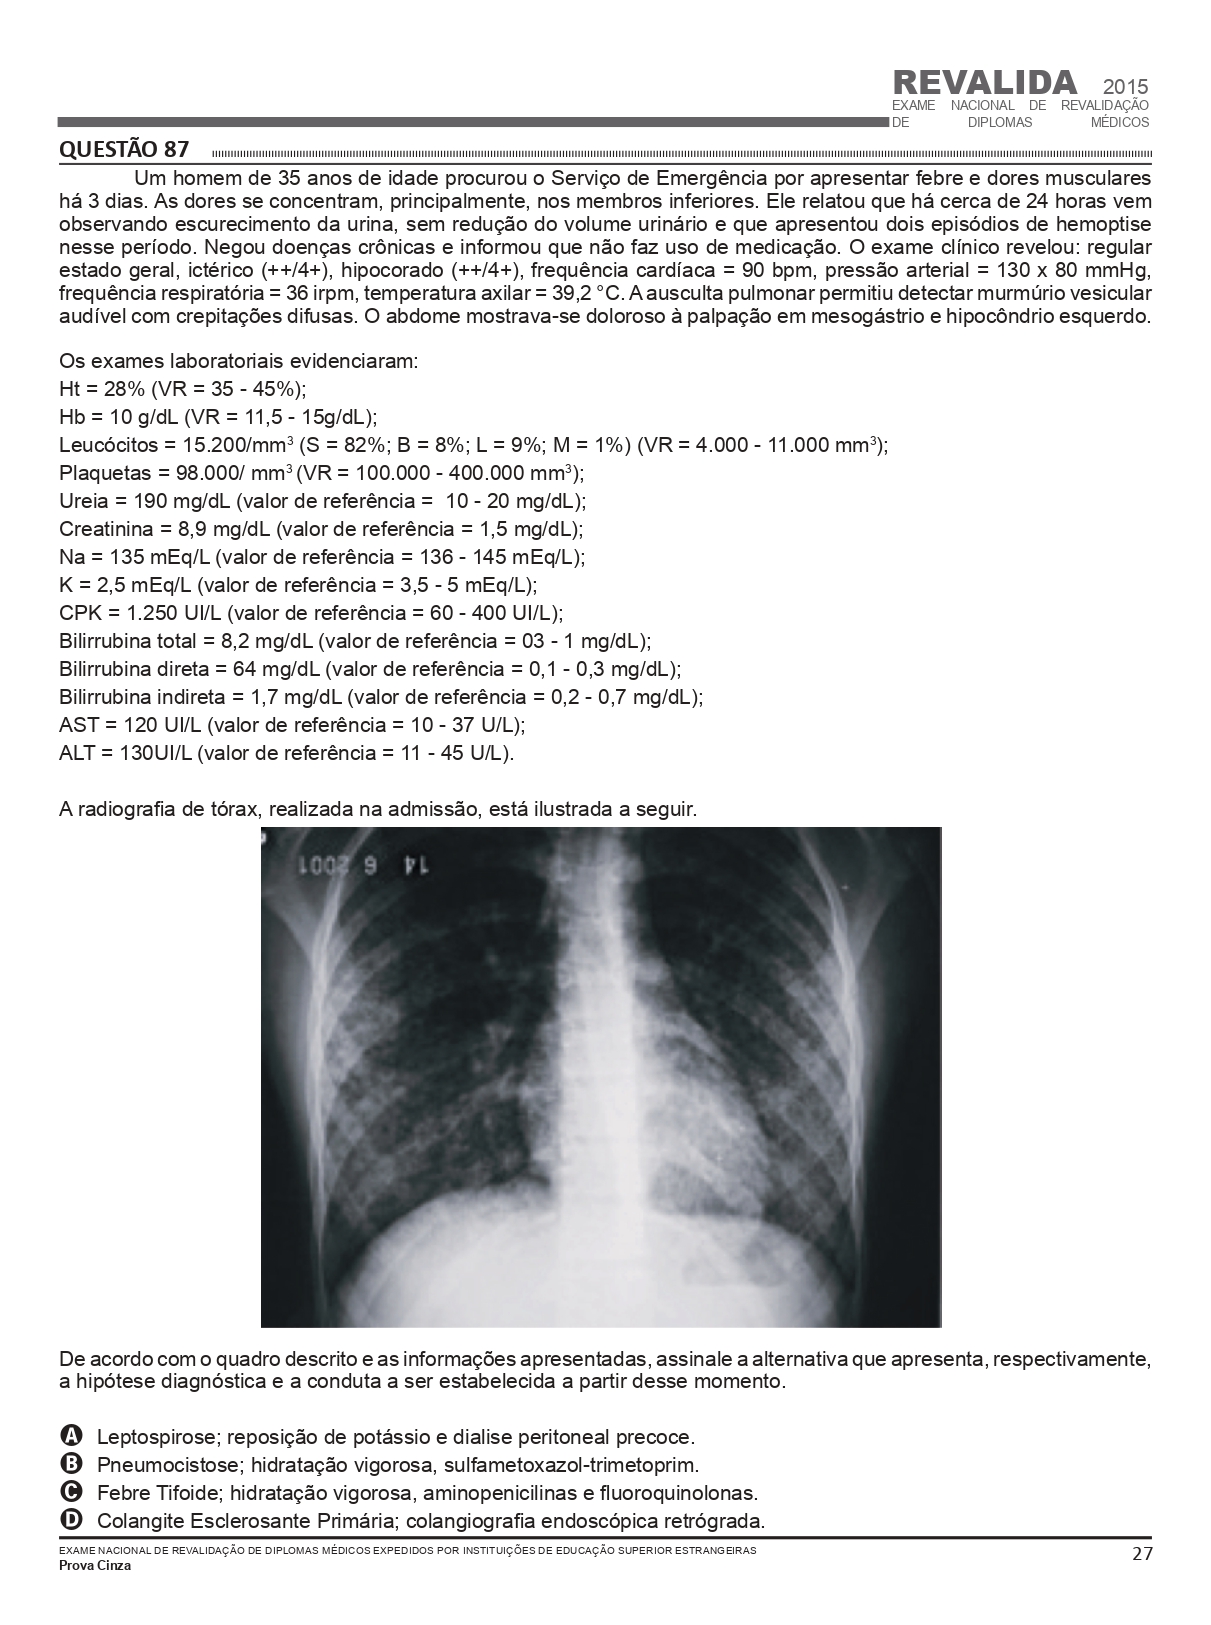 REVALIDA 2015
EXAME NACIONAL DE REVALIDAÇÃO
DE DIPLOMAS MÉDICOS
QUESTÃO 87
Um homem de 35 anos de idade procurou o Serviço de Emergência por apresentar febre e dores musculares
há 3 dias. As dores se concentram, principalmente, nos membros inferiores. Ele relatou que há cerca de 24 horas vem
observando escurecimento da urina, sem redução do volume urinário e que apresentou dois episódios de hemoptise
nesse período. Negou doenças crônicas e informou que não faz uso de medicação. O exame clínico revelou: regular
estado geral, ictérico (++/4+), hipocorado (++/4+), frequência cardíaca = 90 bpm, pressão arterial = 130 x 80 mmHg,
frequência respiratória = 36 irpm, temperatura axilar = 39,2 °C. A ausculta pulmonar permitiu detectar murmúrio vesicular
audível com crepitações difusas. O abdome mostrava-se doloroso à palpação em mesogástrio e hipocôndrio esquerdo.
Os exames laboratoriais evidenciaram:
Ht = 28% (VR = 35 - 45%);
Hb = 10 g/dL (VR = 11,5 - 15g/dL);
Leucócitos = 15.200/mm³ (S = 82%; B = 8%; L = 9%; M = 1%) (VR = 4.000 - 11.000 mm³);
Plaquetas = 98.000/ mm³ (VR = 100.000 - 400.000 mm³);
Ureia = 190 mg/dL (valor de referência = 10 - 20 mg/dL);
Creatinina = 8,9 mg/dL (valor de referência = 1,5 mg/dL);
Na = 135 mEq/L (valor de referência = 136 - 145 mEq/L);
K = 2,5 mEq/L (valor de referência = 3,5 - 5 mEq/L);
CPK = 1.250 UI/L (valor de referência = 60 - 400 UI/L);
Bilirrubina total = 8,2 mg/dL (valor de referência = 03 - 1 mg/dL);
Bilirrubina direta = 64 mg/dL (valor de referência = 0,1 - 0,3 mg/dL);
Bilirrubina indireta = 1,7 mg/dL (valor de referência = 0,2 - 0,7 mg/dL);
AST = 120 UI/L (valor de referência = 10 - 37 U/L);
ALT = 130UI/L (valor de referência = 11 - 45 U/L).
A radiografia de tórax, realizada na admissão, está ilustrada a seguir.
14 6 2001
De acordo com o quadro descrito e as informações apresentadas, assinale a alternativa que apresenta, respectivamente,
a hipótese diagnóstica e a conduta a ser estabelecida a partir desse momento.
A Leptospirose; reposição de potássio e dialise peritoneal precoce.
B Pneumocistose; hidratação vigorosa, sulfametoxazol-trimetoprim.
C Febre Tifoide; hidratação vigorosa, aminopenicilinas e fluoroquinolonas.
D Colangite Esclerosante Primária; colangiografia endoscópica retrógrada.
EXAME NACIONAL DE REVALIDAÇÃO DE DIPLOMAS MÉDICOS EXPEDIDOS POR INSTITUIÇÕES DE EDUCAÇÃO SUPERIOR ESTRANGEIRAS
27
Prova Cinza